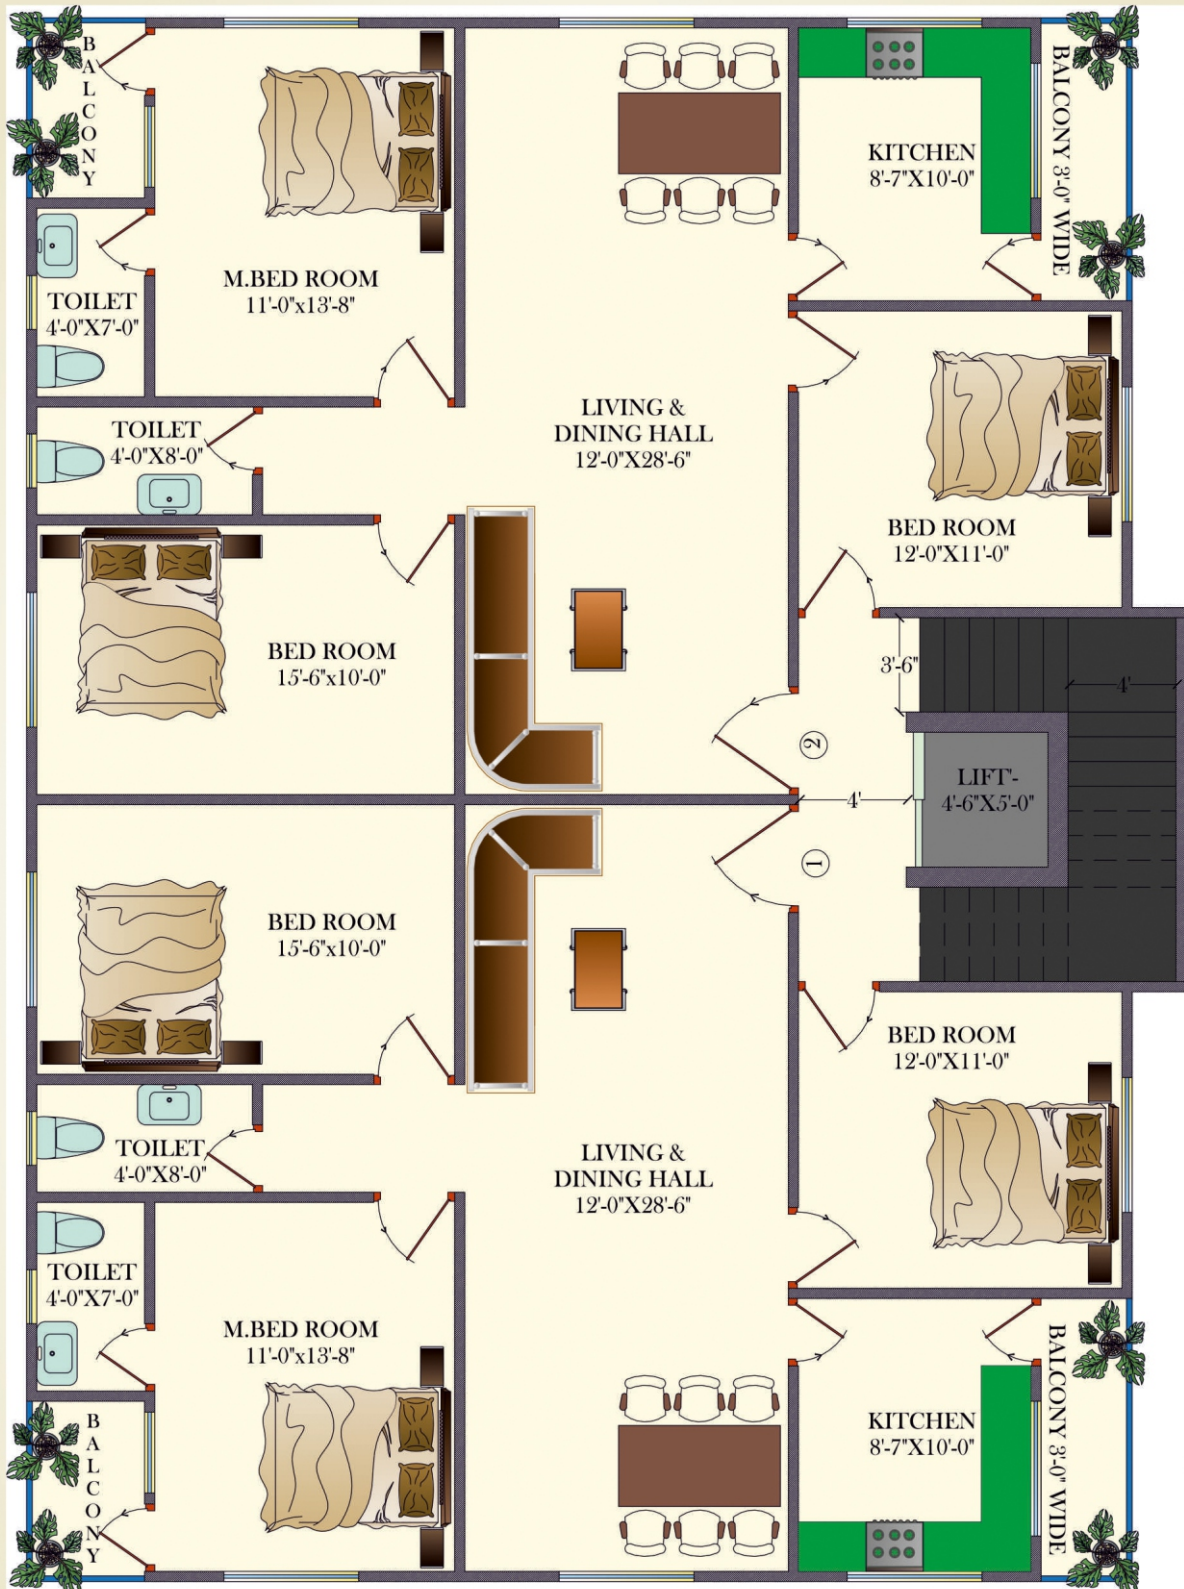 BALCONY
BALCONY 3'-0" WIDE
KITCHEN
8'-7"X10'-0"
M.BED ROOM
11'-0"x13'-8"
TOILET
4'-0"X7'-0"
LIVING &
DINING HALL
12'-0"X28'-6"
TOILET
4'-0"X8'-0"
BED ROOM
12'-0"X11'-0"
BED ROOM
15'-6"x10'-0"
3'-6"
4'
2
LIFT'-
4'-6"X5'-0"
4'
1
BED ROOM
15'-6"x10'-0"
BED ROOM
12'-0"X11'-0"
TOILET
4'-0"X8'-0"
LIVING &
DINING HALL
12'-0"X28'-6"
TOILET
4'-0"X7'-0"
M.BED ROOM
11'-0"x13'-8"
KITCHEN
8'-7"X10'-0"
BALCONY
BALCONY 3'-0" WIDE